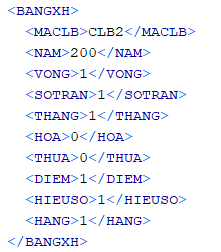 <BANGXH>
<MACLB>CLB2</MACLB>
<NAM>200</NAM>
<VONG>1</VONG>
<SOTRAN>1</SOTRAN>
<THANG>1</THANG>
<HOA>0</HOA>
<THUA>0</THUA>
<DIEM>1</DIEM>
<HIEUSO>1</HIEUSO>
<HANG>1</HANG>
</BANGXH>